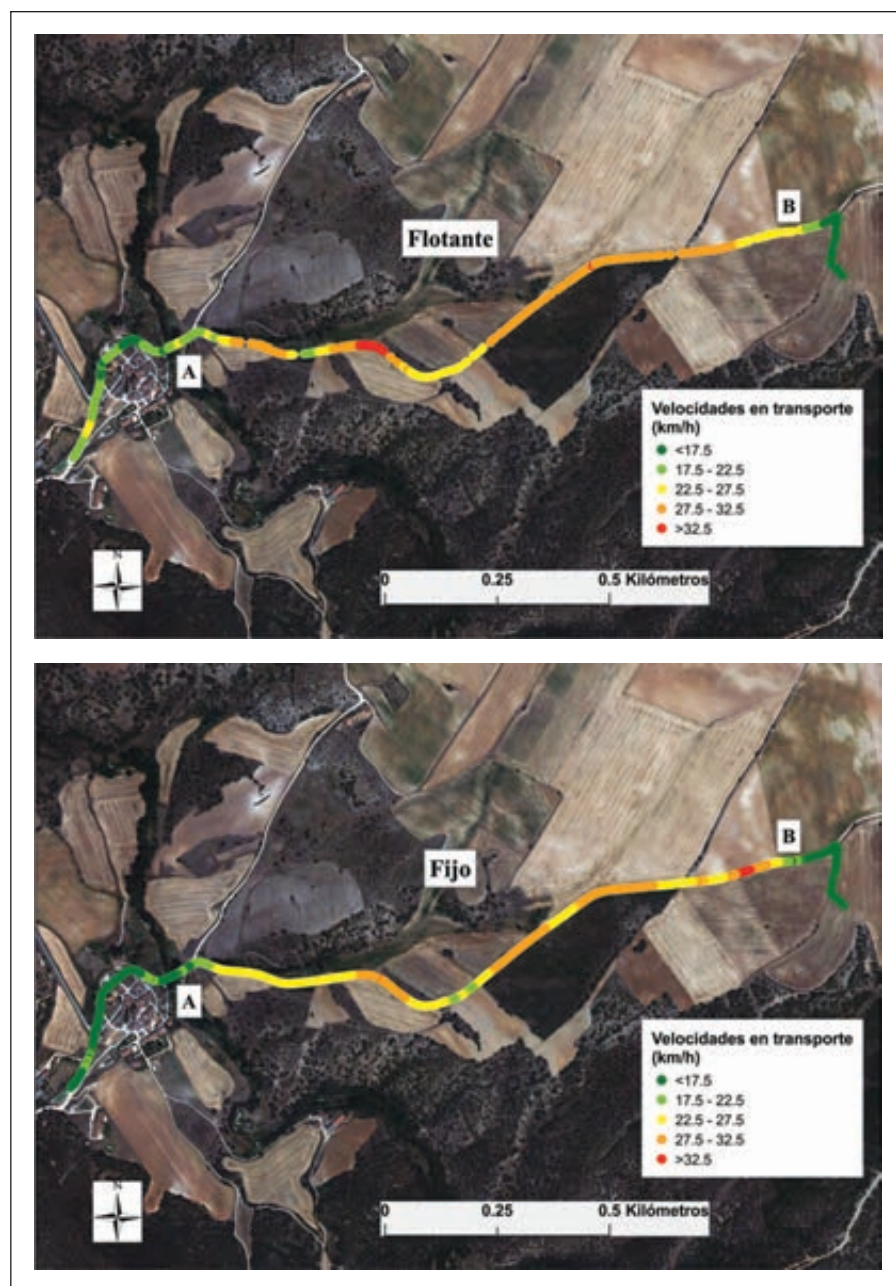 Flotante
B
A
Velocidades en transporte
(km/h)
<17.5
17.5 - 22.5
22.5 - 27.5
27.5 - 32.5
>32.5
N
0 0.25 0.5 Kilómetros
Fijo
B
A
Velocidades en transporte
(km/h)
<17.5
17.5 - 22.5
22.5 - 27.5
27.5 - 32.5
>32.5
N
0 0.25 0.5 Kilómetros